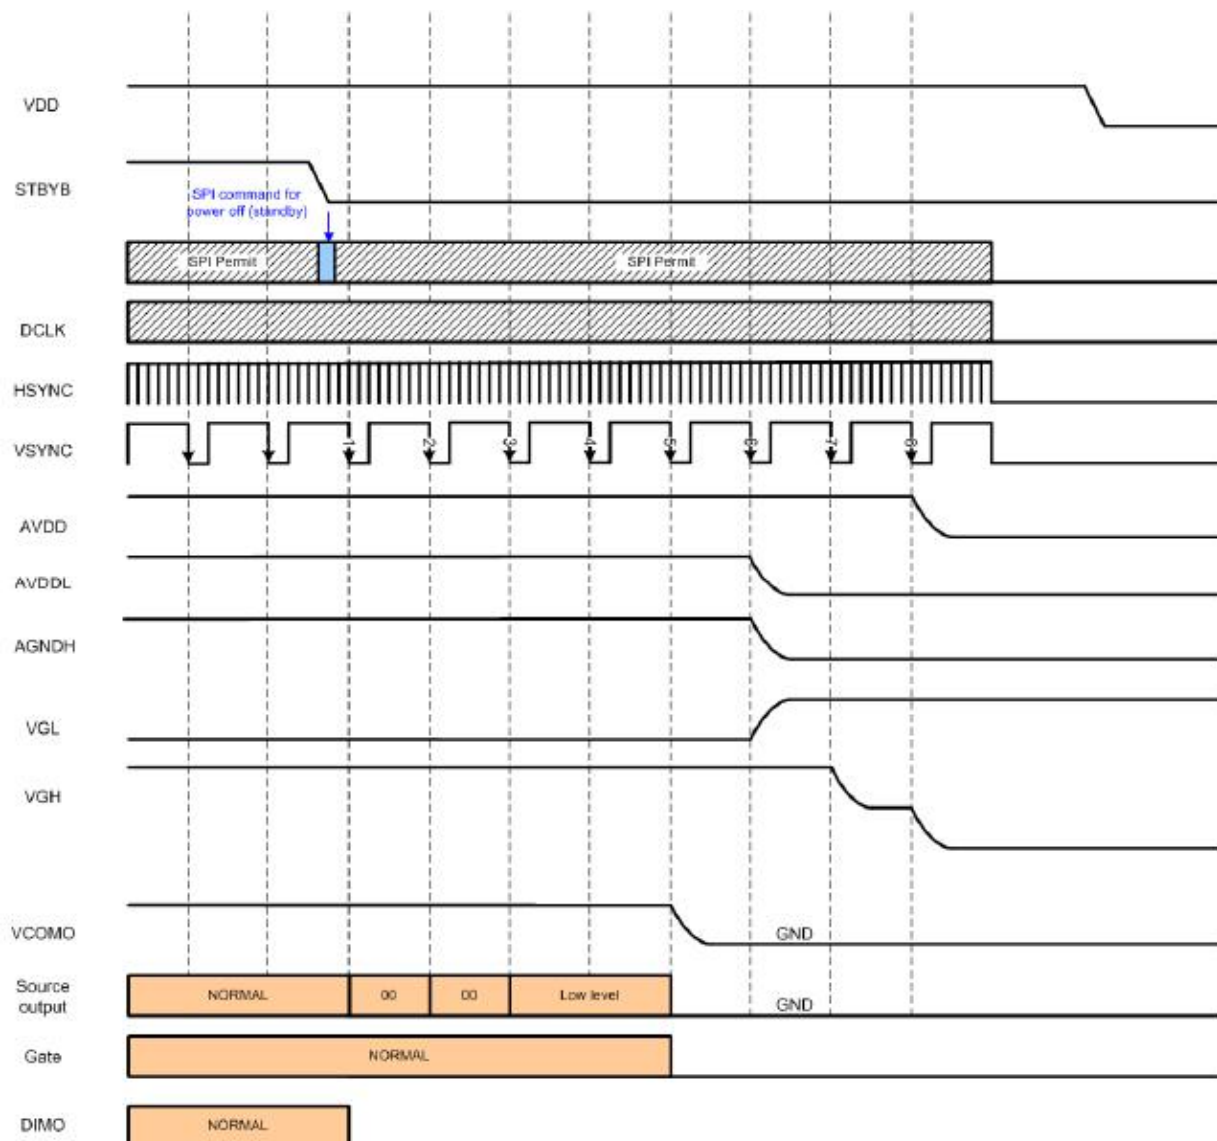 VDD
STBYB
SPI command for
power off (standby)
SPI Permit
SPI Permit
DCLK
HSYNC
VSYNC
1
2
3
4
5
6
7
8
AVDD
AVDDL
AGNDH
VGL
VGH
VCOMO
GND
Source
output
NORMAL
00
00
Low level
GND
Gate
NORMAL
DIMO
NORMAL